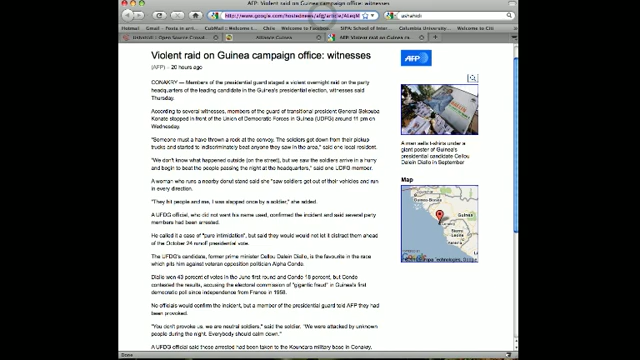 AFP: Violent raid on Guinea campaign office: witnesses
ushahidi
Violent raid on Guinea campaign office: witnesses
(AFP) – 20 hours ago
CONAKRY — Members of the presidential guard staged a violent overnight raid on the party
headquarters of the leading candidate in the Guinea's presidential election, witnesses said
Thursday.
According to several witnesses, members of the guard of transitional president General Sekouba
Konate stopped in front of the Union of Democratic Forces in Guinea (UDFG) around 11 pm on
Wednesday.
"Someone must have thrown a rock at the convoy. The soldiers got down from their pickup
trucks and started to indiscriminately beat anyone they saw in the area," said one local resident.
"We don't know what happened outside (on the street), but we saw the soldiers arrive in a hurry
and begin to beat the people passing right at the headquarters," said one UDFG member.
A woman who runs a nearby donut stand said she "saw soldiers get out of their vehicles and run
in every direction.
"They hit people and me, I was slapped once by a soldier," she added.
A UFDG official, who did not want his name used, confirmed the incident and said several party
members had been arrested.
He called it a case of "pure intimidation", but said they would would not let it distract them ahead
of the October 24 runoff presidential vote.
The UFDG's candidate, former prime minister Cellou Dalein Diallo, is the favourite in the race
which pits him against veteran opposition politician Alpha Conde.
Diallo won 43 percent of votes in the June first round and Conde 18 percent, but Conde
contested the results, accusing the electoral commission of "gigantic fraud" in Guinea's first
democratic poll since independence from France in 1958.
No officials would confirm the incident, but a member of the presidential guard told AFP they had
been provoked.
"You don't provoke us, we are neutral soldiers," said the soldier. "We are attacked by unknown
people during the night. Everybody should calm down."
A UFDG official said those arrested had been taken to the Koundara military base in Conakry.
AFP
A man sells t-shirts under a
giant poster of Guinea's
presidential candidate Cellou
Dalein Diallo in September
Map
Guinea-Bissau
Guinea
Conakry
Sierra
Leone
Done